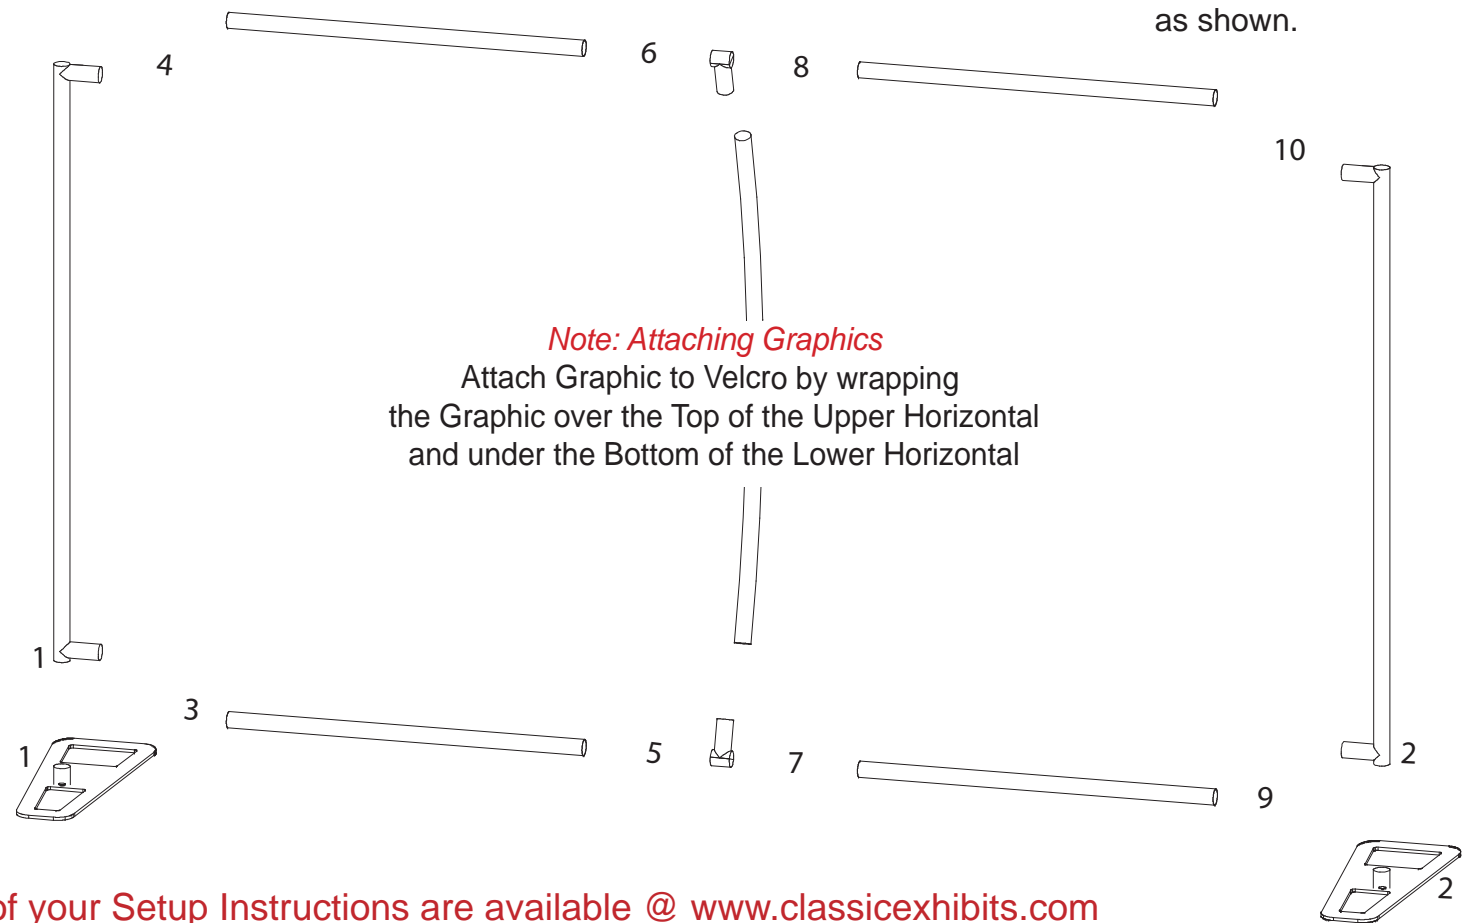 as shown.
4
6
8
10
Note: Attaching Graphics
Attach Graphic to Velcro by wrapping
the Graphic over the Top of the Upper Horizontal
and under the Bottom of the Lower Horizontal
1
3
1
5
7
2
9
2
of your Setup Instructions are available @ www.classicexhibits.com